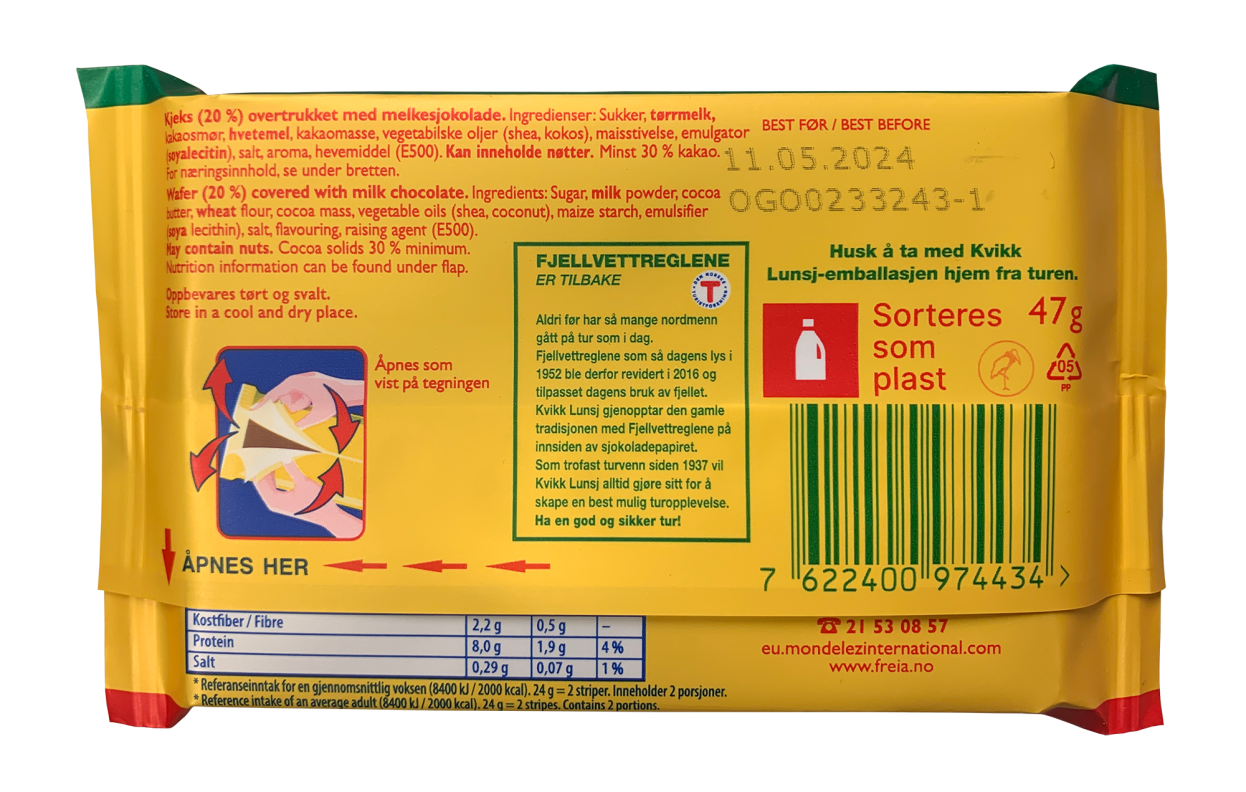 Kjeks (20 %) overtrukket med melkesjokolade. Ingredienser: Sukker, tørrmelk,
kakaosmør, hvetemel, kakaomasse, vegetabilske oljer (shea, kokos), maisstivelse, emulgator
(soyalecitin), salt, aroma, hevemiddel (E500). Kan inneholde nøtter. Minst 30 % kakao.
For næringsinnhold, se under bretten.
Wafer (20 %) covered with milk chocolate. Ingredients: Sugar, milk powder, cocoa
butter, wheat flour, cocoa mass, vegetable oils (shea, coconut), maize starch, emulsifier
(soya lecithin), salt, flavouring, raising agent (E500).
May contain nuts. Cocoa solids 30 % minimum.
Nutrition information can be found under flap.
Oppbevares tørt og svalt.
Store in a cool and dry place.
BEST FØR / BEST BEFORE
11.05.2024
OGO0233243-1
Åpnes som
vist på tegningen
FJELLVETTREGLENE
ER TILBAKE
DEN NORSKE
T
TURISTFORENING
Aldri før har så mange nordmenn
gått på tur som i dag.
Fjellvettreglene som så dagens lys i
1952 ble derfor revidert i 2016 og
tilpasset dagens bruk av fjellet.
Kvikk Lunsj gjenopptar den gamle
tradisjonen med Fjellvettreglene på
innsiden av sjokoladepapiret.
Som trofast turvenn siden 1937 vil
Kvikk Lunsj alltid gjøre sitt for å
skape en best mulig turopplevelse.
Ha en god og sikker tur!
Husk å ta med Kvikk
Lunsj-emballasjen hjem fra turen.
Sorteres
som
plast
47g
05
PP
7 622400 974434 >
ÅPNES HER
Kostfiber / Fibre 2,2 g 0,5 g –
Protein 8,0 g 1,9 g 4 %
Salt 0,29 g 0,07 g 1 %
* Referanseinntak for en gjennomsnittlig voksen (8400 kJ / 2000 kcal). 24 g = 2 striper. Inneholder 2 porsjoner.
* Reference intake of an average adult (8400 kJ / 2000 kcal). 24 g = 2 stripes. Contains 2 portions.
☎ 21 53 08 57
eu.mondelezinternational.com
www.freia.no